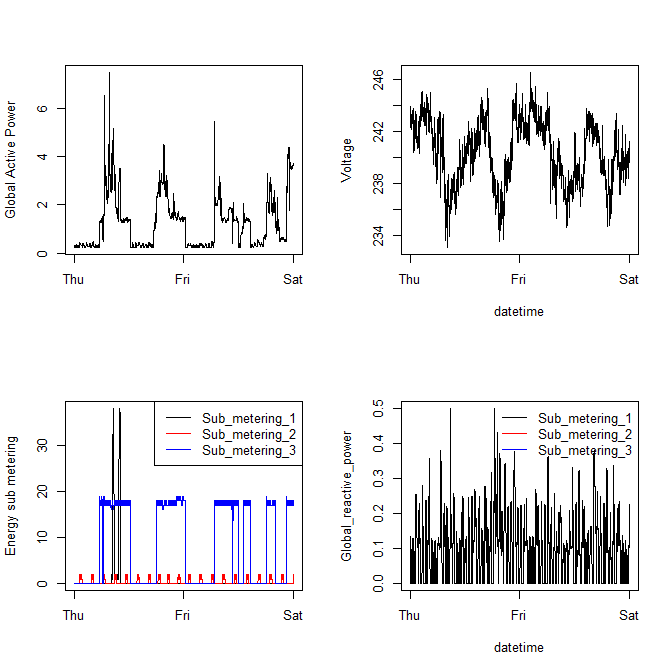 Global Active Power
0
2
4
6
Thu
Fri
Sat
Voltage
234
238
242
246
Thu
Fri
Sat
datetime
Energy sub metering
0
10
20
30
Thu
Fri
Sat
Sub_metering_1
Sub_metering_2
Sub_metering_3
Global_reactive_power
0.0
0.1
0.2
0.3
0.4
0.5
Thu
Fri
Sat
datetime
Sub_metering_1
Sub_metering_2
Sub_metering_3